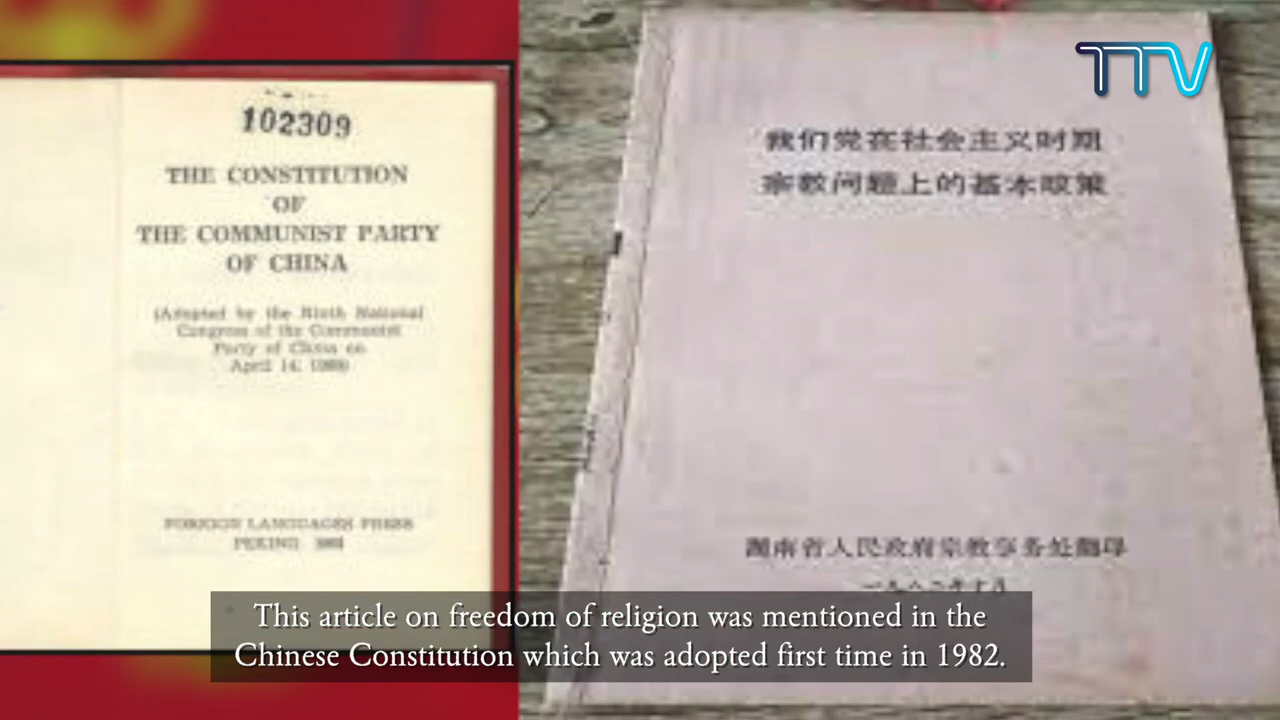 TTV
102309
THE CONSTITUTION
OF
THE COMMUNIST PARTY
OF CHINA
(Adopted by the Ninth National
Congress of the Communist
Party of China on
April 14, 1969)
FOREIGN LANGUAGES PRESS
PEKING
我们党在社会主义时期
宗教问题上的基本政策
湖南省人民政府宗教事务处翻印
This article on freedom of religion was mentioned in the
Chinese Constitution which was adopted first time in 1982.